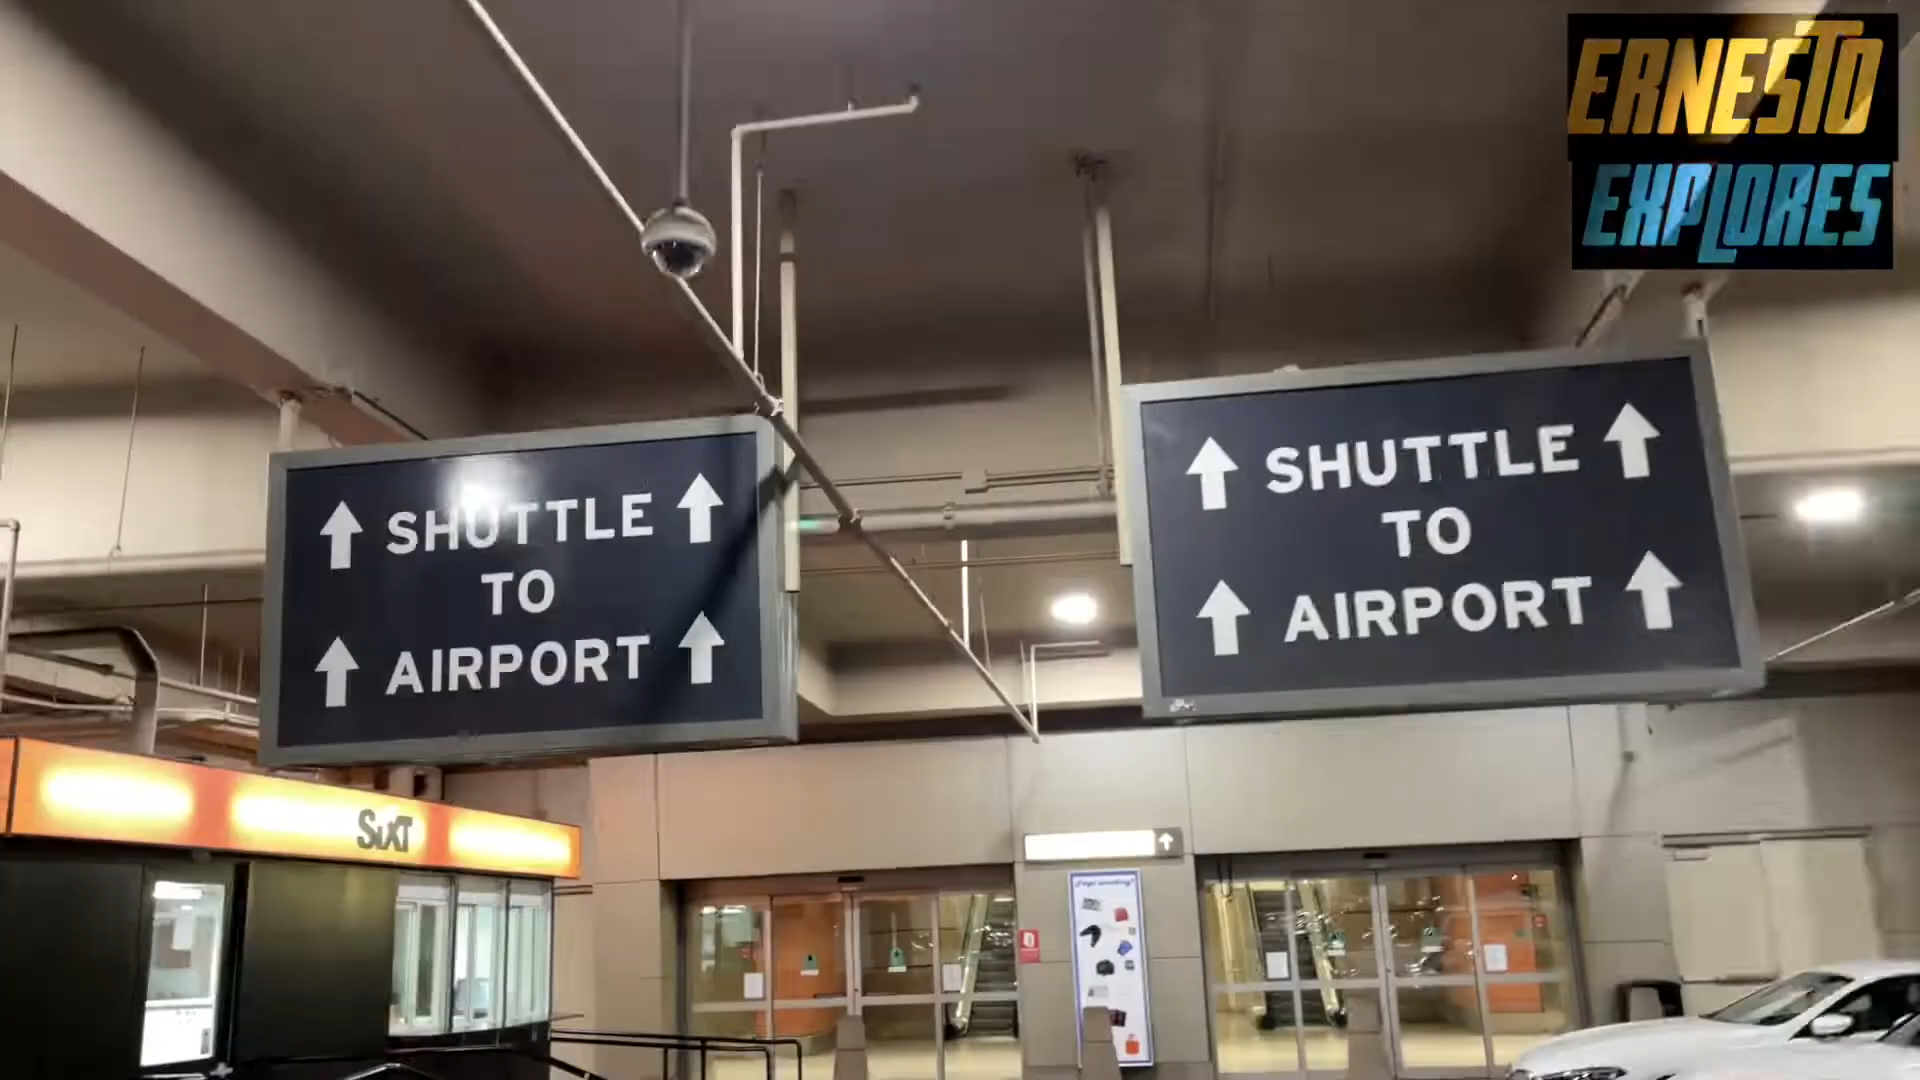 ERNESTO
EXPLORES
SHUTTLE
TO
AIRPORT
SHUTTLE
TO
AIRPORT
SiXT